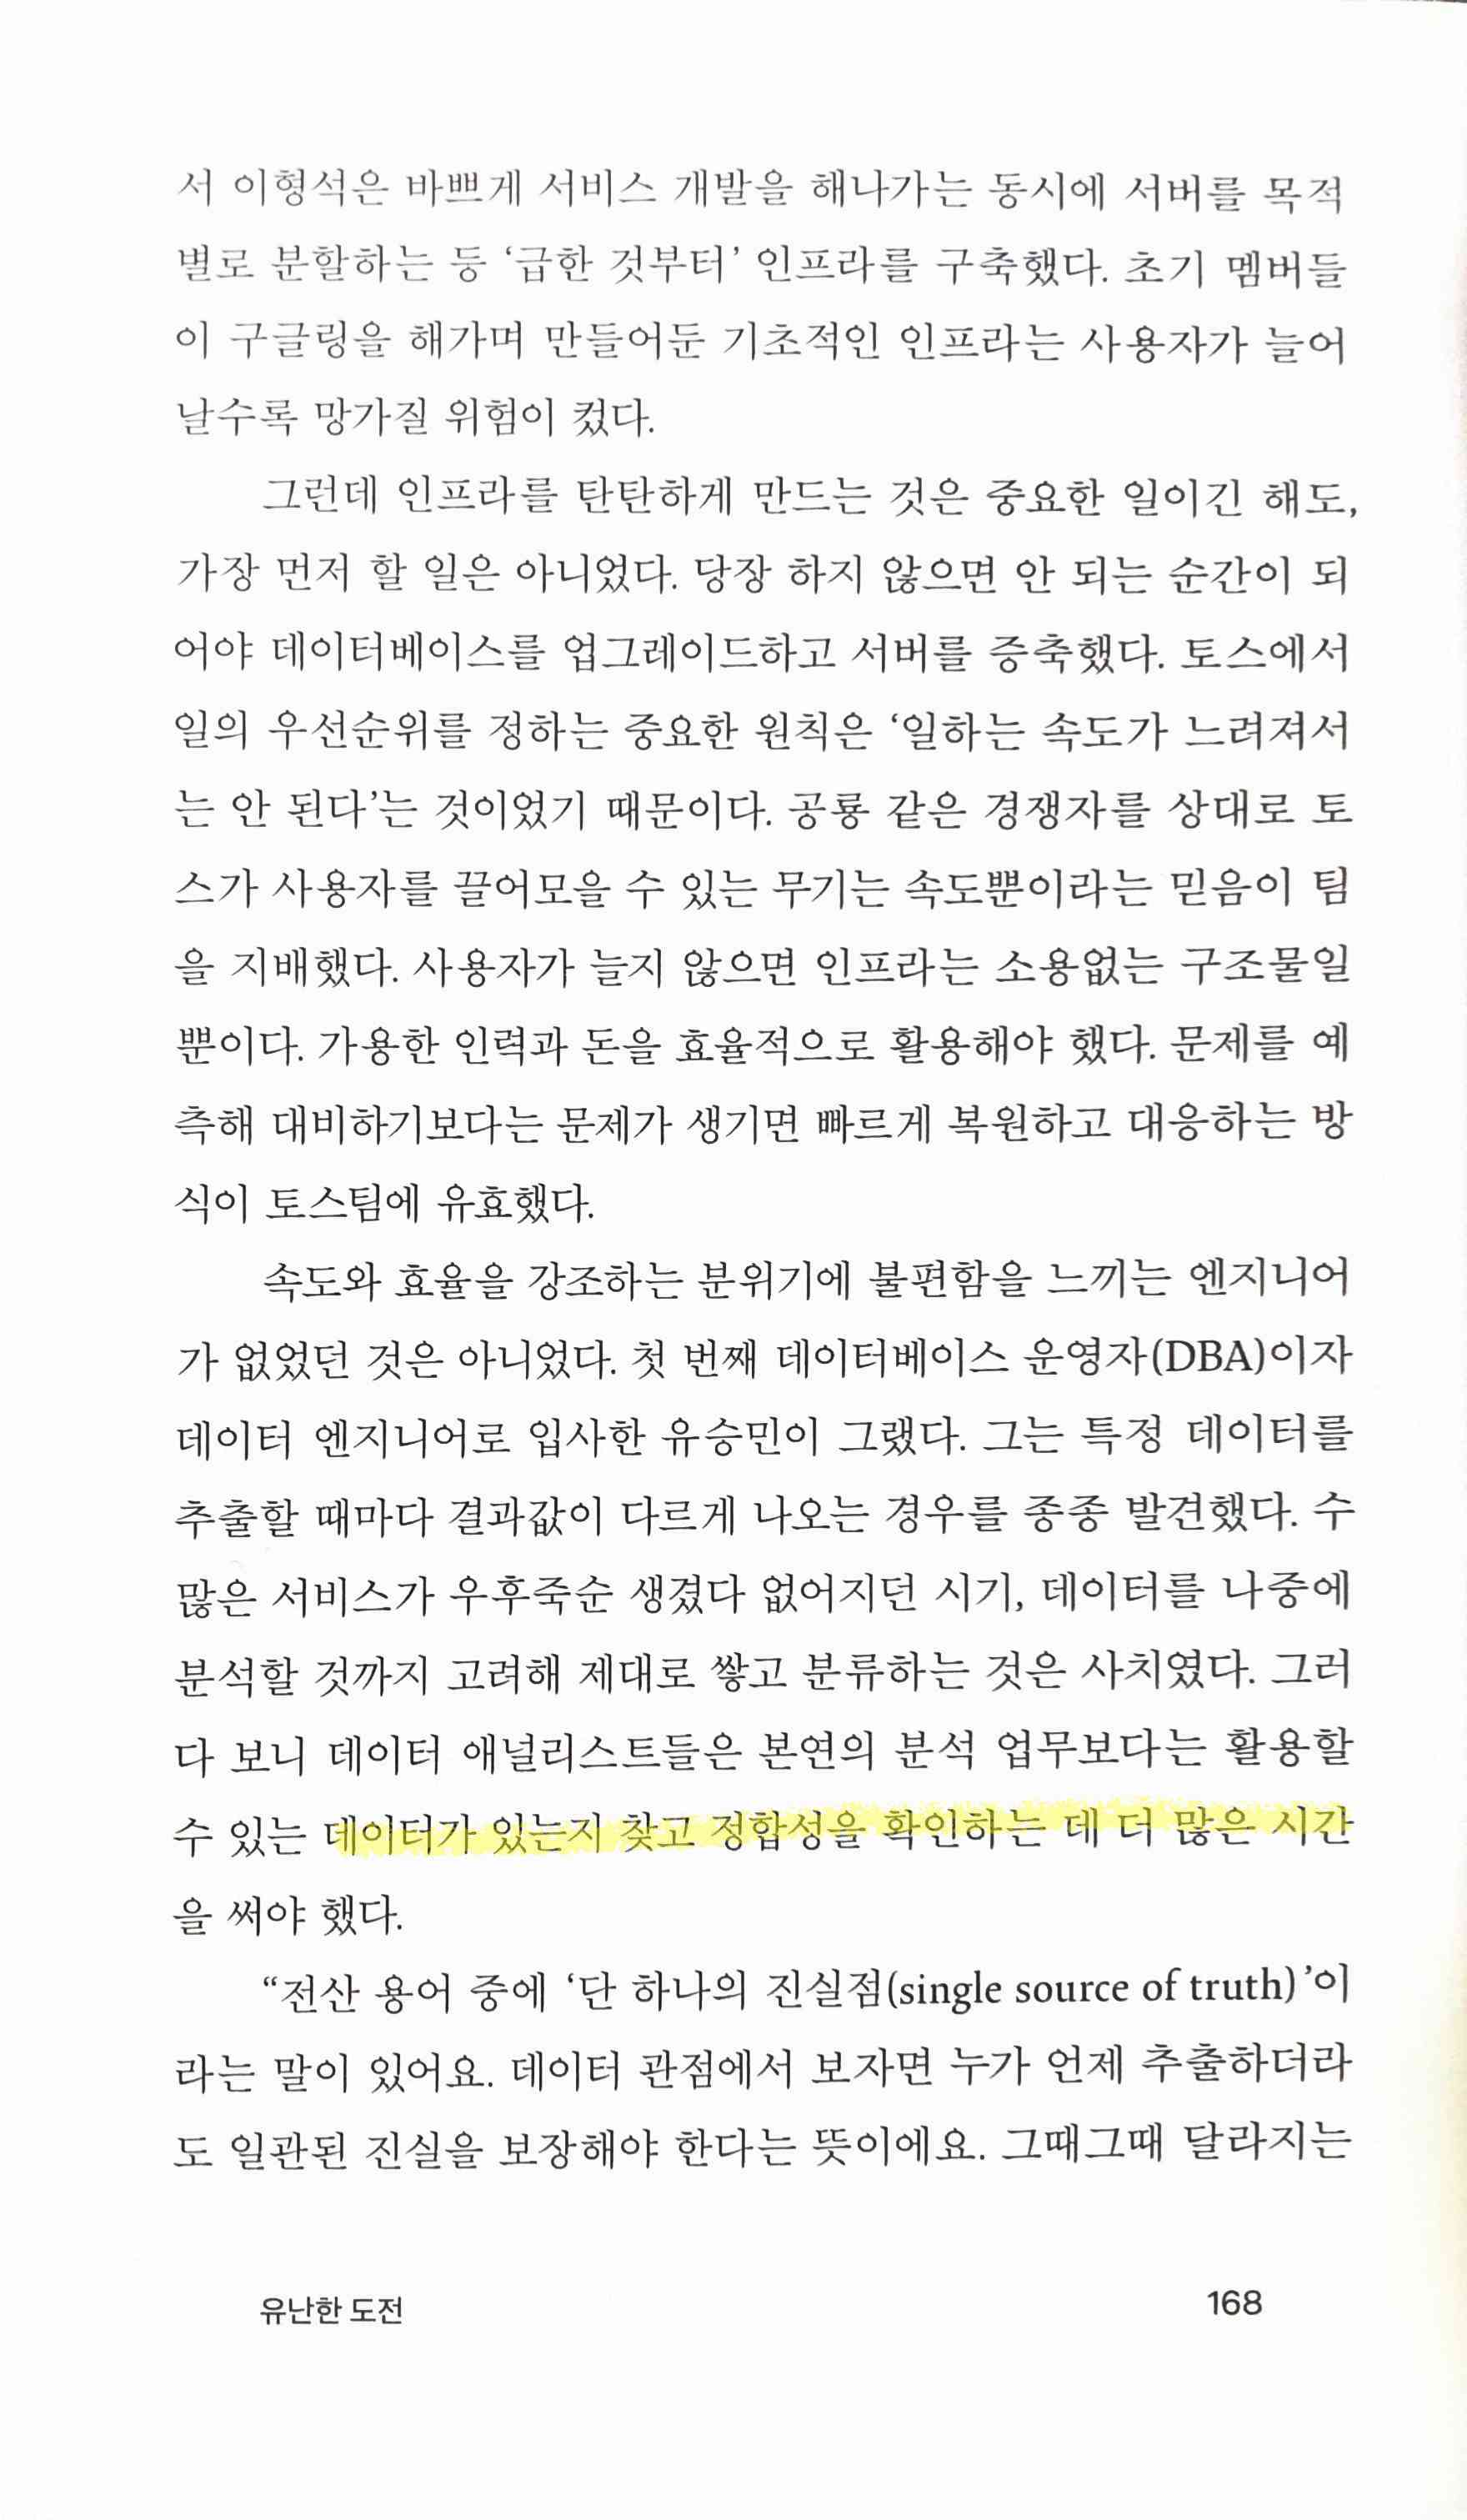 서 이형석은 바쁘게 서비스 개발을 해나가는 동시에 서버를 목적
별로 분할하는 등 ‘급한 것부터’ 인프라를 구축했다. 초기 멤버들
이 구글링을 해가며 만들어둔 기초적인 인프라는 사용자가 늘어
날수록 망가질 위험이 컸다.
그런데 인프라를 탄탄하게 만드는 것은 중요한 일이긴 해도,
가장 먼저 할 일은 아니었다. 당장 하지 않으면 안 되는 순간이 되
어야 데이터베이스를 업그레이드하고 서버를 증축했다. 토스에서
일의 우선순위를 정하는 중요한 원칙은 ‘일하는 속도가 느려져서
는 안 된다’는 것이었기 때문이다. 공룡 같은 경쟁자를 상대로 토
스가 사용자를 끌어모을 수 있는 무기는 속도뿐이라는 믿음이 팀
을 지배했다. 사용자가 늘지 않으면 인프라는 소용없는 구조물일
뿐이다. 가용한 인력과 돈을 효율적으로 활용해야 했다. 문제를 예
측해 대비하기보다는 문제가 생기면 빠르게 복원하고 대응하는 방
식이 토스팀에 유효했다.
속도와 효율을 강조하는 분위기에 불편함을 느끼는 엔지니어
가 없었던 것은 아니었다. 첫 번째 데이터베이스 운영자(DBA)이자
데이터 엔지니어로 입사한 유승민이 그랬다. 그는 특정 데이터를
추출할 때마다 결과값이 다르게 나오는 경우를 종종 발견했다. 수
많은 서비스가 우후죽순 생겼다 없어지던 시기, 데이터를 나중에
분석할 것까지 고려해 제대로 쌓고 분류하는 것은 사치였다. 그러
다 보니 데이터 애널리스트들은 본연의 분석 업무보다는 활용할
수 있는 데이터가 있는지 찾고 정합성을 확인하는 데 더 많은 시간
을 써야 했다.
“전산 용어 중에 ‘단 하나의 진실점(single source of truth)’이
라는 말이 있어요. 데이터 관점에서 보자면 누가 언제 추출하더라
도 일관된 진실을 보장해야 한다는 뜻이에요. 그때그때 달라지는
유난한 도전 168